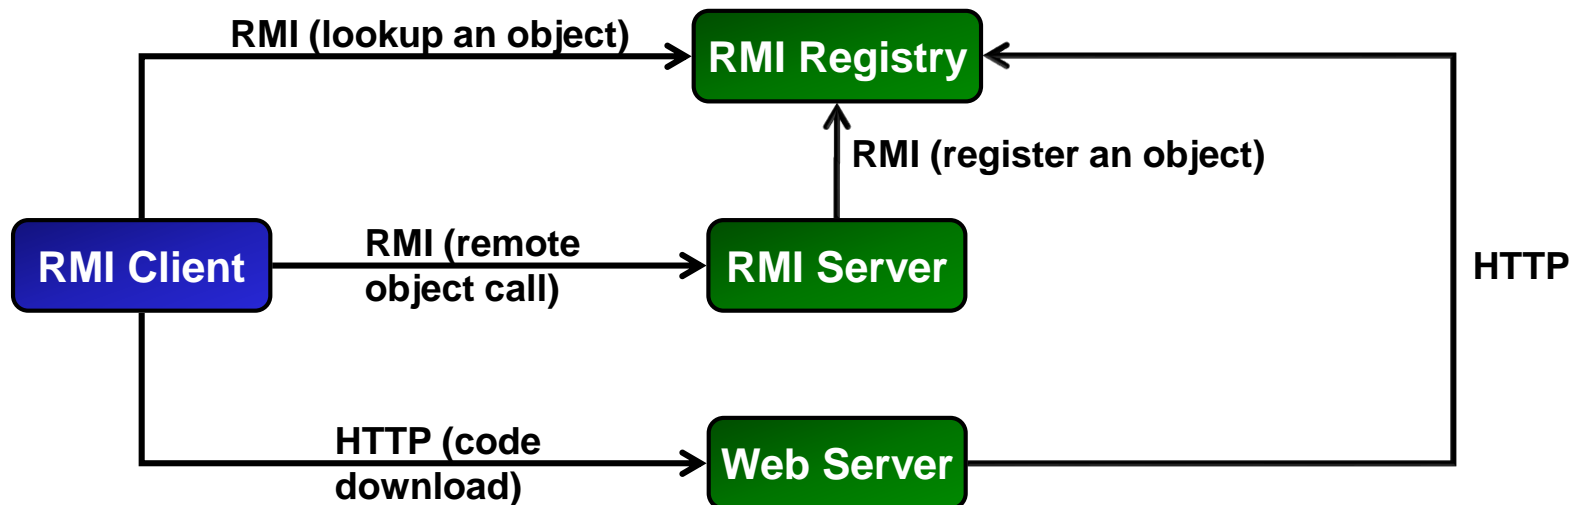 RMI (lookup an object)
RMI Registry
RMI (register an object)
RMI Client
RMI (remote
object call)
RMI Server
HTTP
HTTP (code
download)
Web Server